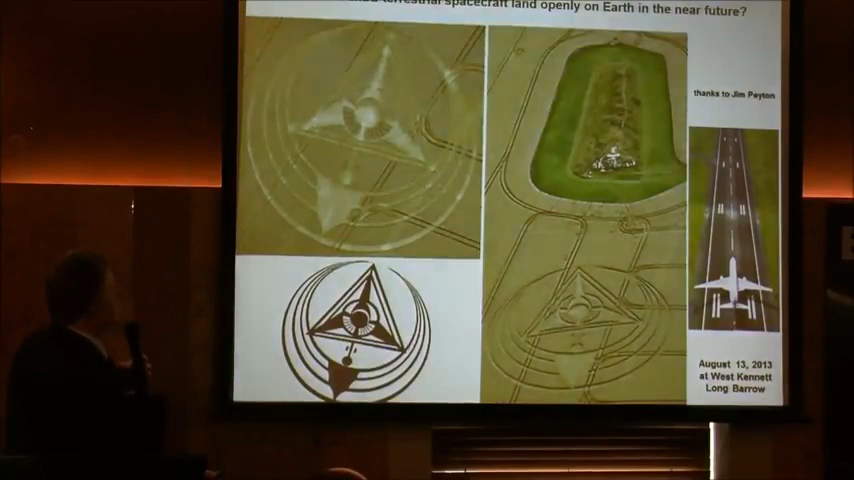 terrestrial spacecraft land openly on Earth in the near future?
thanks to Jim Peyton
August 13, 2013
at West Kennett
Long Barrow